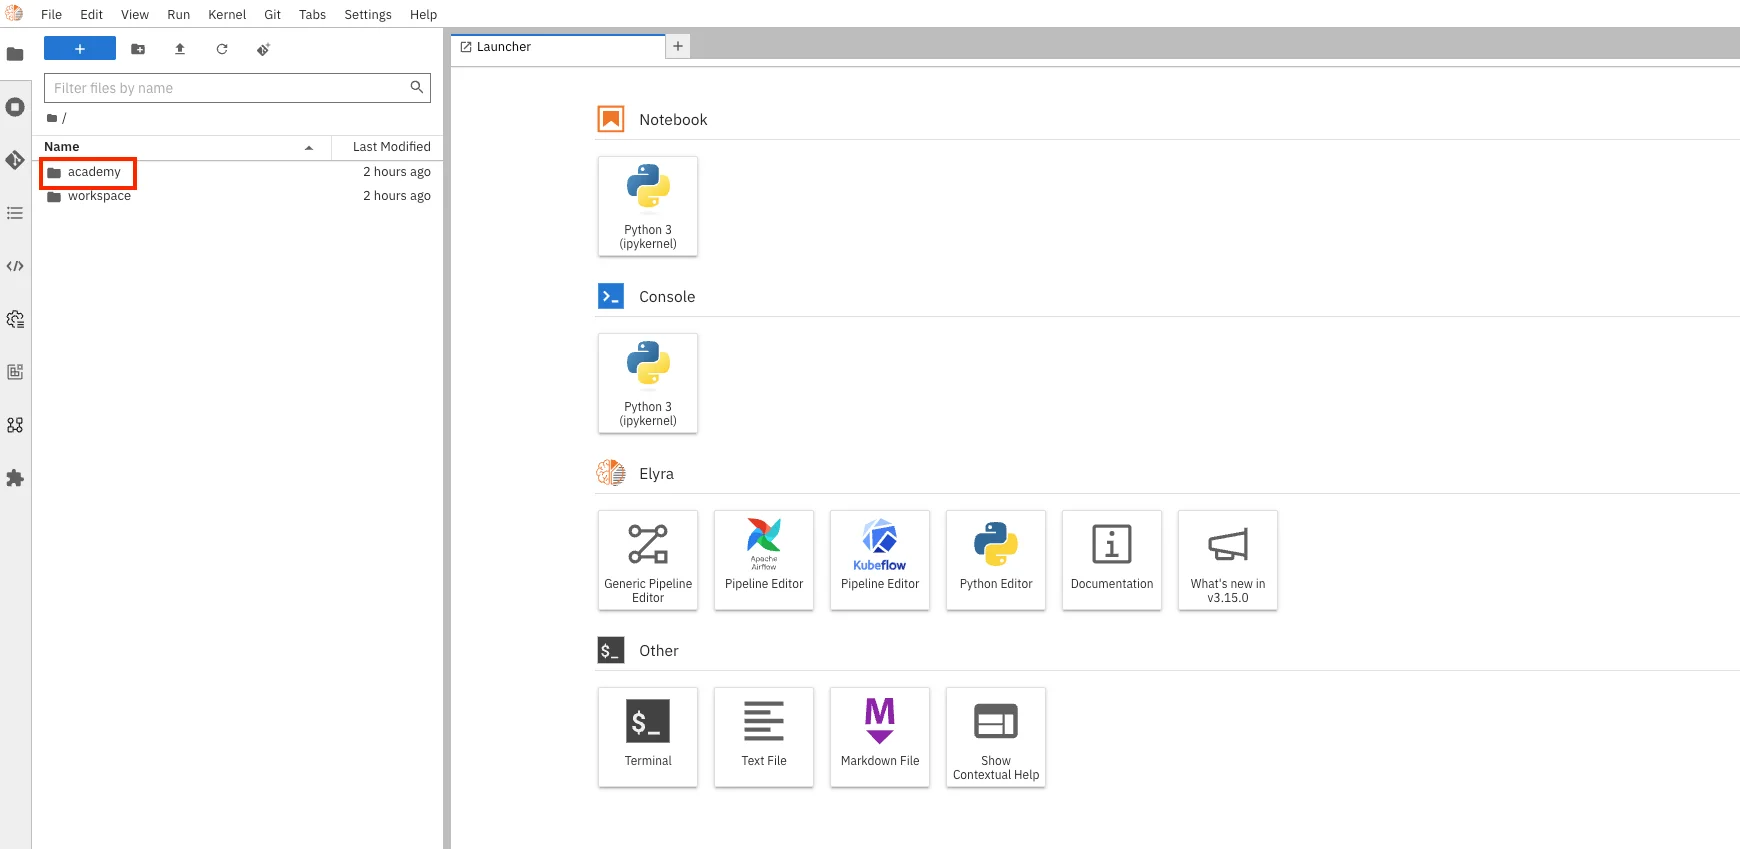 File Edit View Run Kernel Git Tabs Settings Help
Launcher
Filter files by name
/
Name Last Modified
academy 2 hours ago
workspace 2 hours ago
Notebook
Python 3
(ipykernel)
Console
Python 3
(ipykernel)
Elyra
Generic Pipeline
Editor
Apache
Airflow
Pipeline Editor
Kubeflow
Pipeline Editor
Python Editor
Documentation
What's new in
v3.15.0
$_ Other
$_
Terminal
Text File
M
Markdown File
Show
Contextual Help